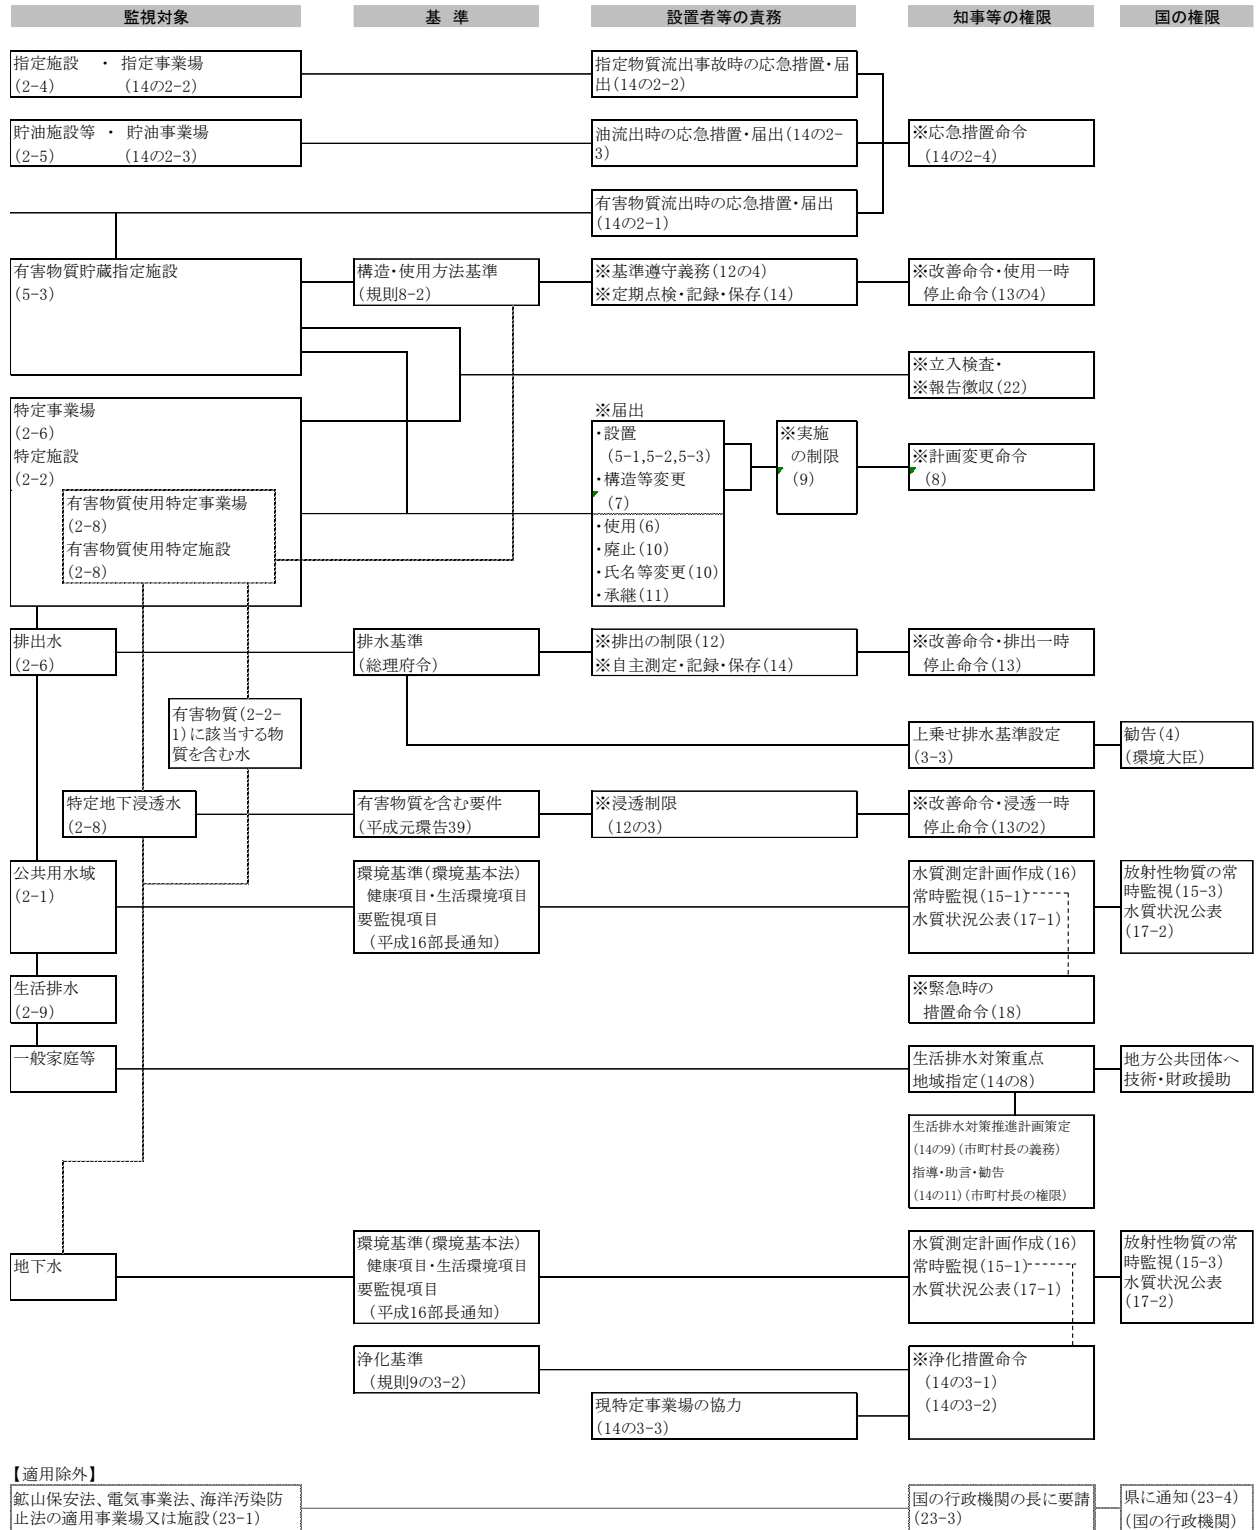 監視対象
基 準
設置者等の責務
知事等の権限
国の権限
指定施設 ・ 指定事業場
(2-4) (14の2-2)
指定物質流出事故時の応急措置・届
出(14の2-2)
貯油施設等 ・ 貯油事業場
(2-5) (14の2-3)
油流出時の応急措置・届出(14の2-
3)
※応急措置命令
(14の2-4)
有害物質流出時の応急措置・届出
(14の2-1)
有害物質貯蔵指定施設
(5-3)
構造・使用方法基準
(規則8-2)
※基準遵守義務(12の4)
※定期点検・記録・保存(14)
※改善命令・使用一時
停止命令(13の4)
※立入検査・
※報告徴収(22)
特定事業場
(2-6)
特定施設
(2-2)
有害物質使用特定事業場
(2-8)
有害物質使用特定施設
(2-8)
※届出
・設置
(5-1,5-2,5-3)
・構造等変更
(7)
・使用(6)
・廃止(10)
・氏名等変更(10)
・承継(11)
※実施
の制限
(9)
※計画変更命令
(8)
排出水
(2-6)
排水基準
(総理府令)
※排出の制限(12)
※自主測定・記録・保存(14)
※改善命令・排出一時
停止命令(13)
有害物質(2-2-
1)に該当する物
質を含む水
上乗せ排水基準設定
(3-3)
勧告(4)
(環境大臣)
特定地下浸透水
(2-8)
有害物質を含む要件
(平成元環告39)
※浸透制限
(12の3)
※改善命令・浸透一時
停止命令(13の2)
公共用水域
(2-1)
環境基準(環境基本法)
健康項目・生活環境項目
要監視項目
(平成16部長通知)
水質測定計画作成(16)
常時監視(15-1)
水質状況公表(17-1)
放射性物質の常
時監視(15-3)
水質状況公表
(17-2)
生活排水
(2-9)
※緊急時の
措置命令(18)
一般家庭等
生活排水対策重点
地域指定(14の8)
地方公共団体へ
技術・財政援助
生活排水対策推進計画策定
(14の9)(市町村長の義務)
指導・助言・勧告
(14の11)(市町村長の権限)
地下水
環境基準(環境基本法)
健康項目・生活環境項目
要監視項目
(平成16部長通知)
水質測定計画作成(16)
常時監視(15-1)
水質状況公表(17-1)
放射性物質の常
時監視(15-3)
水質状況公表
(17-2)
浄化基準
(規則9の3-2)
※浄化措置命令
(14の3-1)
(14の3-2)
現特定事業場の協力
(14の3-3)
【適用除外】
鉱山保安法、電気事業法、海洋汚染防
止法の適用事業場又は施設(23-1)
国の行政機関の長に要請
(23-3)
県に通知(23-4)
(国の行政機関)